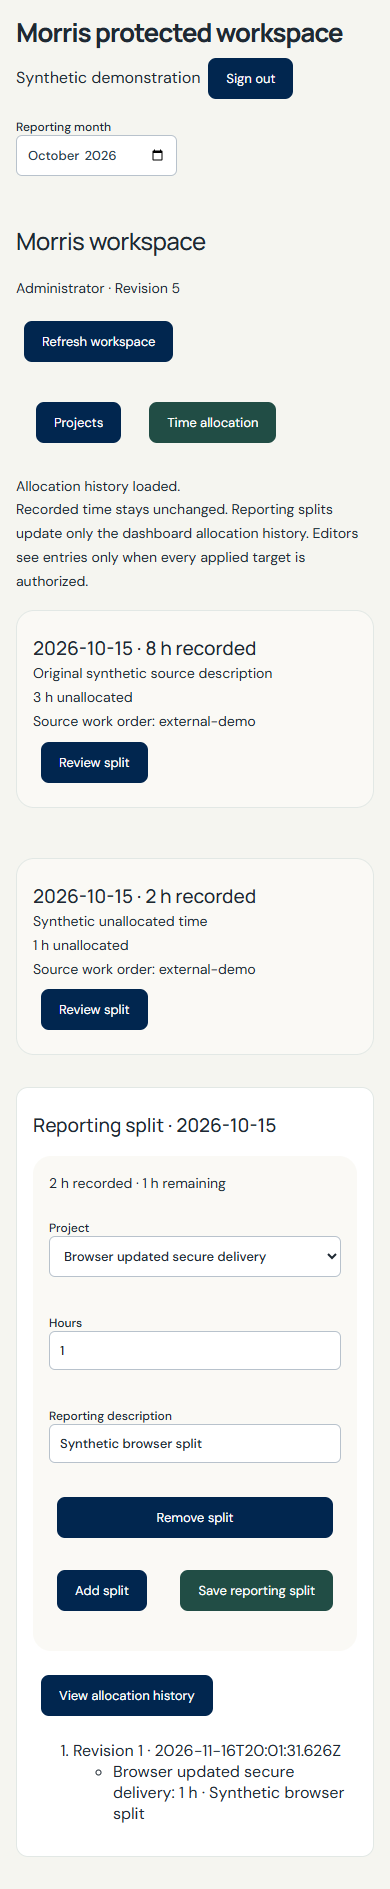 Morris protected workspace
Synthetic demonstration
Sign out
Reporting month
October 2026
Morris workspace
Administrator · Revision 5
Refresh workspace
Projects
Time allocation
Allocation history loaded.
Recorded time stays unchanged. Reporting splits
update only the dashboard allocation history. Editors
see entries only when every applied target is
authorized.
2026-10-15 · 8 h recorded
Original synthetic source description
3 h unallocated
Source work order: external-demo
Review split
2026-10-15 · 2 h recorded
Synthetic unallocated time
1 h unallocated
Source work order: external-demo
Review split
Reporting split · 2026-10-15
2 h recorded · 1 h remaining
Project
Browser updated secure delivery
Hours
1
Reporting description
Synthetic browser split
Remove split
Add split
Save reporting split
View allocation history
1. Revision 1 · 2026-11-16T20:01:31.626Z
Browser updated secure
delivery: 1 h · Synthetic browser
split